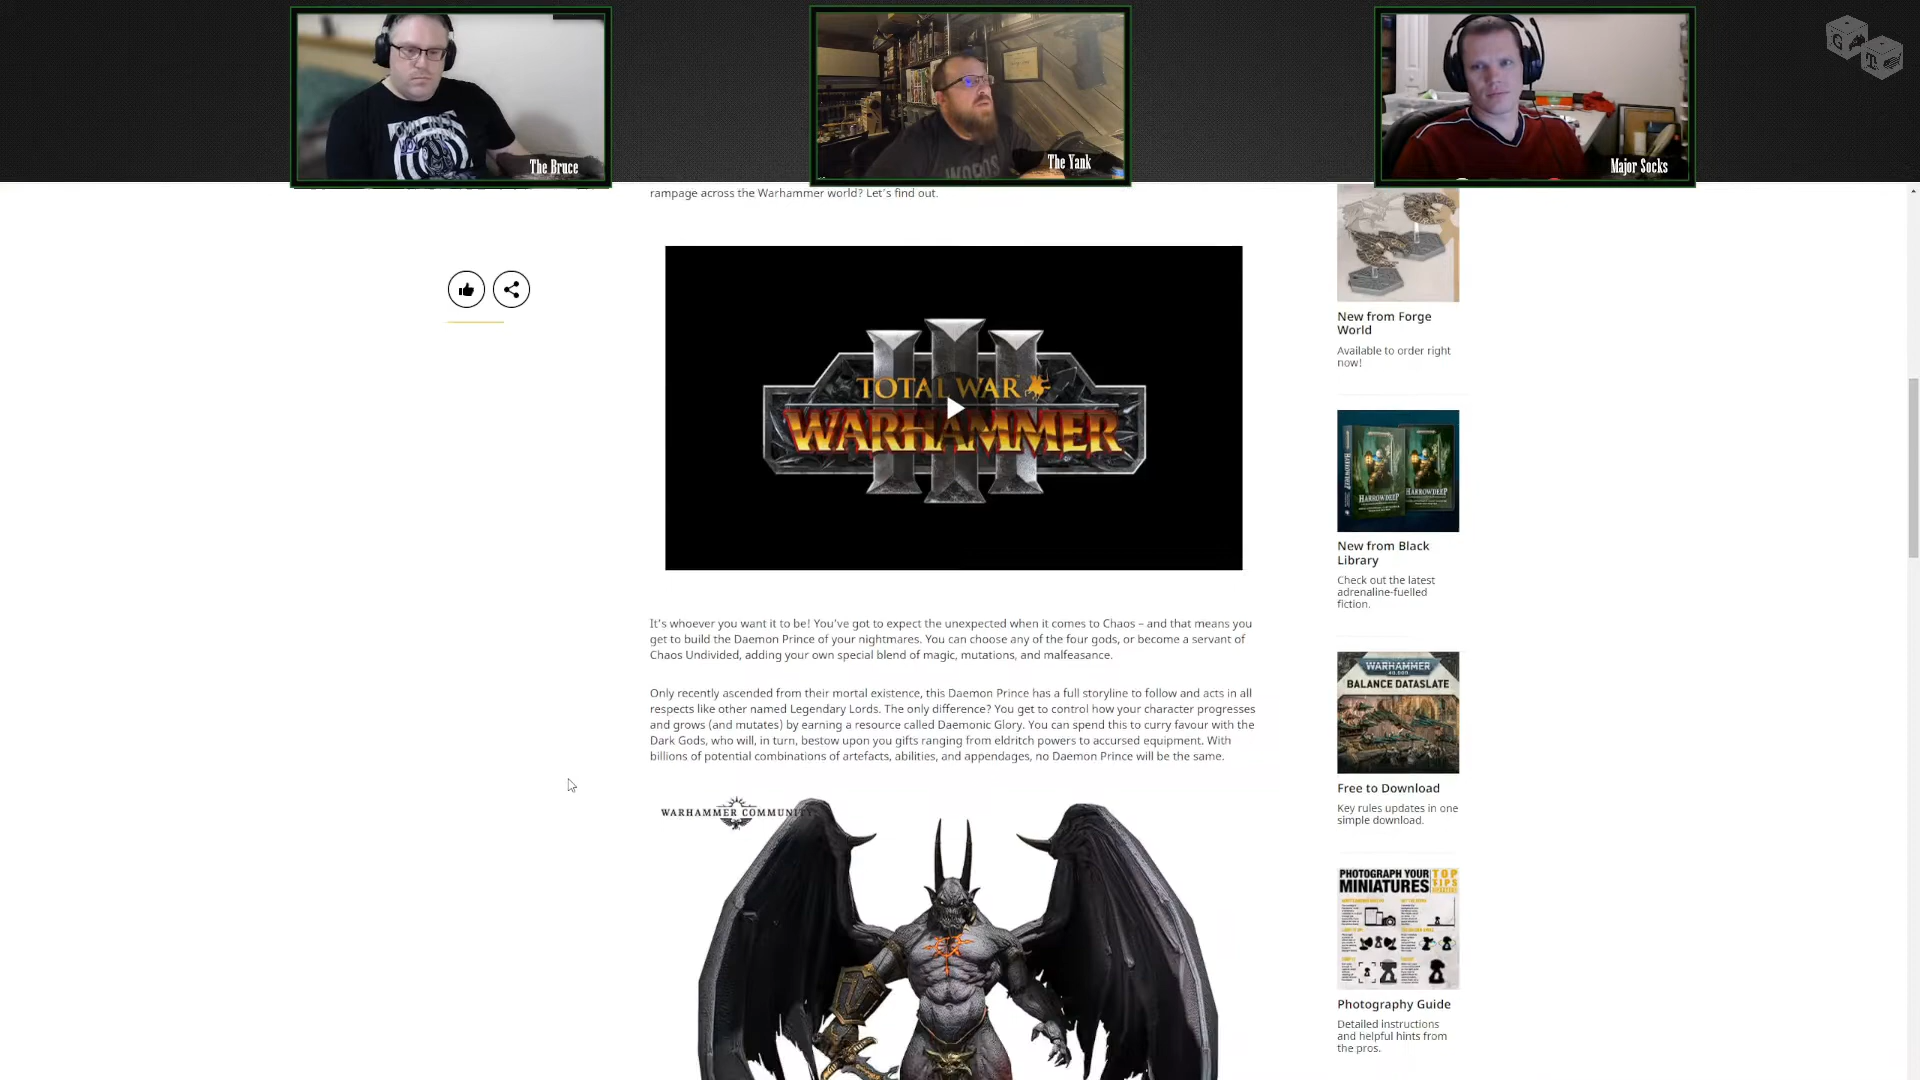 The Bruce
The Yank
Major Socks
rampage across the Warhammer world? Let's find out.
TOTAL WAR
WARHAMMER
III
It's whoever you want it to be! You've got to expect the unexpected when it comes to Chaos – and that means you
get to build the Daemon Prince of your nightmares. You can choose any of the four gods, or become a servant of
Chaos Undivided, adding your own special blend of magic, mutations, and malfeasance.
Only recently ascended from their mortal existence, this Daemon Prince has a full storyline to follow and acts in all
respects like other named Legendary Lords. The only difference? You get to control how your character progresses
and grows (and mutates) by earning a resource called Daemonic Glory. You can spend this to curry favour with the
Dark Gods, who will, in turn, bestow upon you gifts ranging from eldritch powers to accursed equipment. With
billions of potential combinations of artefacts, abilities, and appendages, no Daemon Prince will be the same.
WARHAMMER COMMUNITY
New from Forge
World
Available to order right
now!
HARROWDEEP
HARROWDEEP
New from Black
Library
Check out the latest
adrenaline-fuelled
fiction.
WARHAMMER
40,000
BALANCE DATASLATE
Free to Download
Key rules updates in one
simple download.
PHOTOGRAPH YOUR
MINIATURES
TOP
TIPS
Photography Guide
Detailed instructions
and helpful hints from
the pros.